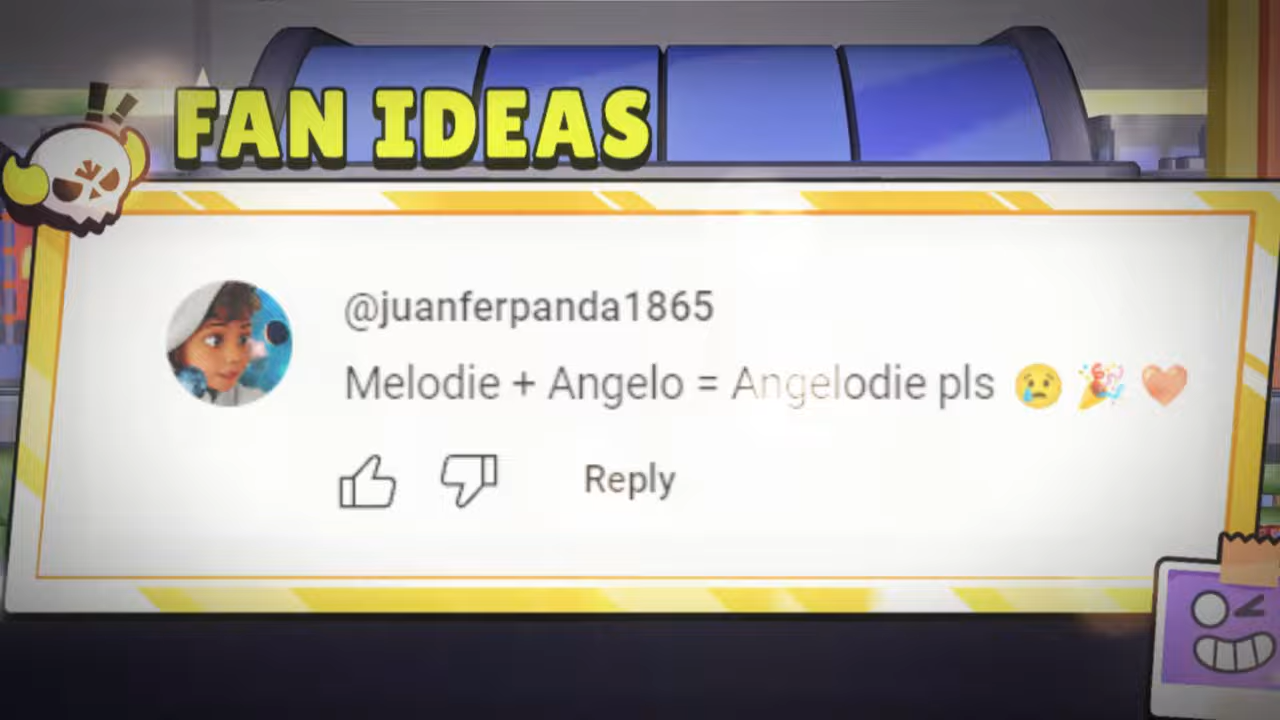 FAN IDEAS
@juanferpanda1865
Melodie + Angelo = Angelodie pls 😢 🎉 ❤️
Reply